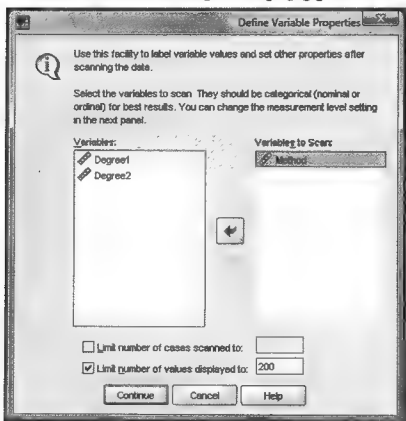 Define Variable Properties
Use this facility to label variable values and set other properties after
scanning the data.
Select the variables to scan. They should be categorical (nominal or
ordinal) for best results. You can change the measurement level setting
in the next panel.
Variables:
Degree1
Degree2
Variables to Scan:
Method
Limit number of cases scanned to:
Limit number of values displayed to: 200
Continue Cancel Help